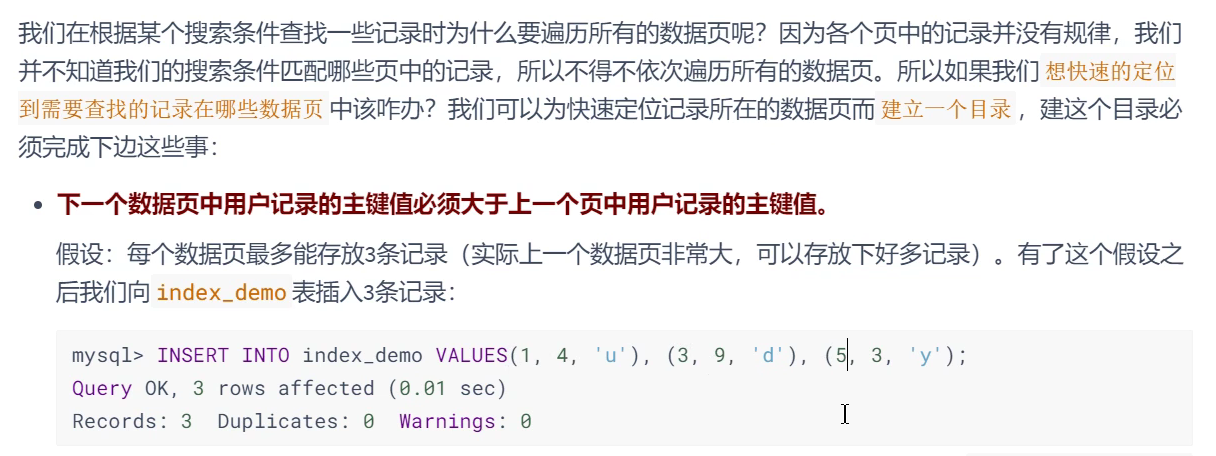 我们在根据某个搜索条件查找一些记录时为什么要遍历所有的数据页呢？因为各个页中的记录并没有规律，我们
并不知道我们的搜索条件匹配哪些页中的记录，所以不得不依次遍历所有的数据页。所以如果我们 想快速的定位
到需要查找的记录在哪些数据页 中该咋办？我们可以为快速定位记录所在的数据页而 建立一个目录 ，建这个目录必
须完成下边这些事：
• 下一个数据页中用户记录的主键值必须大于上一个页中用户记录的主键值。
假设：每个数据页最多能存放3条记录（实际上一个数据页非常大，可以存放下好多记录）。有了这个假设之
后我们向 index_demo 表插入3条记录：
mysql> INSERT INTO index_demo VALUES(1, 4, 'u'), (3, 9, 'd'), (5, 3, 'y');
Query OK, 3 rows affected (0.01 sec)
Records: 3  Duplicates: 0  Warnings: 0